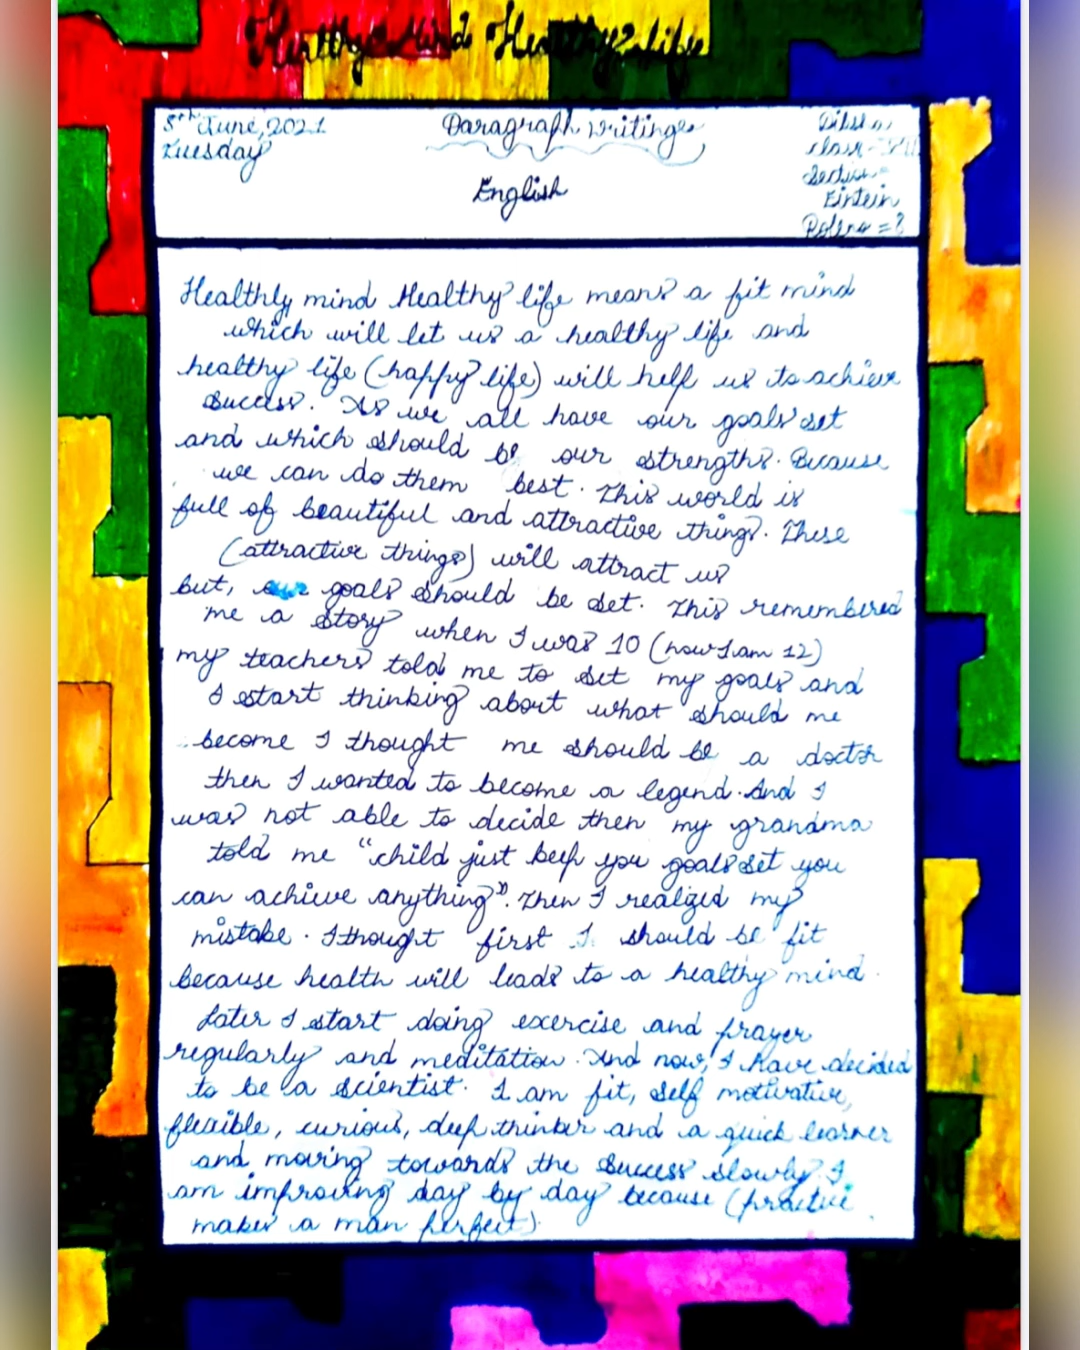 Healthy Mind Healthy Life
8th June, 2021
Tuesday
Paragraph writing
English
class-
Section=
Eintein
Rollno =8
Healthly mind Healthy life means a fit mind
which will let us a healthy life and
healthy life (happy life) will help us to achieve
success. As we all have our goals set
and which should be our strengths. Because
we can do them best. This world is
full of beautiful and attractive things. These
(attractive things) will attract us
but, our goals should be set. This remembered
me a story when I was 10 (now I am 12)
my teachers told me to set my goals and
I start thinking about what should me
become I thought me should be a doctor
then I wanted to become a legend. And I
was not able to decide then my grandma
told me "child just keep you goals set you
can achieve anything". Then I realized my
mistake. I thought first I should be fit
because health will leads to a healthy mind.
Later I start doing exercise and prayer
regularly and meditation. And now, I have decided
to be a scientist. I am fit, self motivative,
flexible, curious, deep thinker and a quick learner
and moving towards the success slowly. I
am improving day by day because (practice
makes a man perfect).